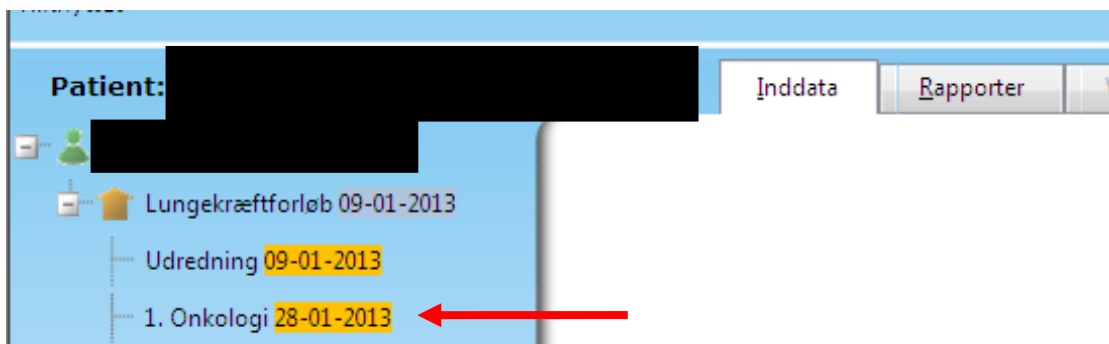 Patient:
Inddata
Rapporter
Lungekræftforløb 09-01-2013
Udredning 09-01-2013
1. Onkologi 28-01-2013